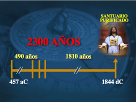 SANTUARIO
PURIFICADO
2300 AÑOS
490 años
1810 años
457 aC
1844 dC